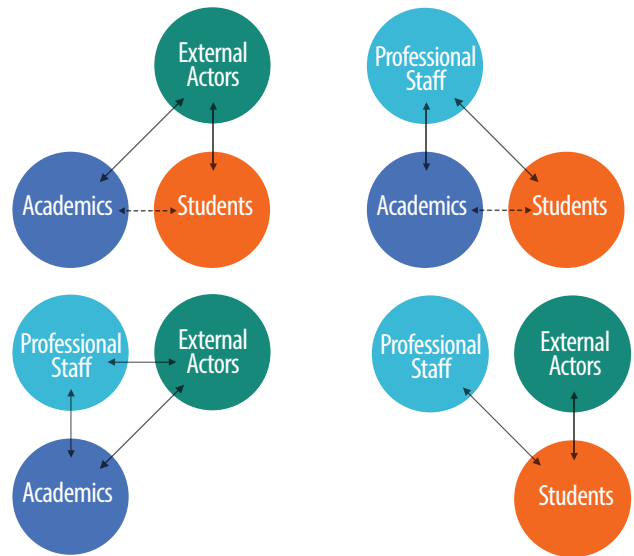 External
Actors
Academics
Students
Professional
Staff
Academics
Students
Professional
Staff
External
Actors
Academics
Professional
Staff
External
Actors
Students